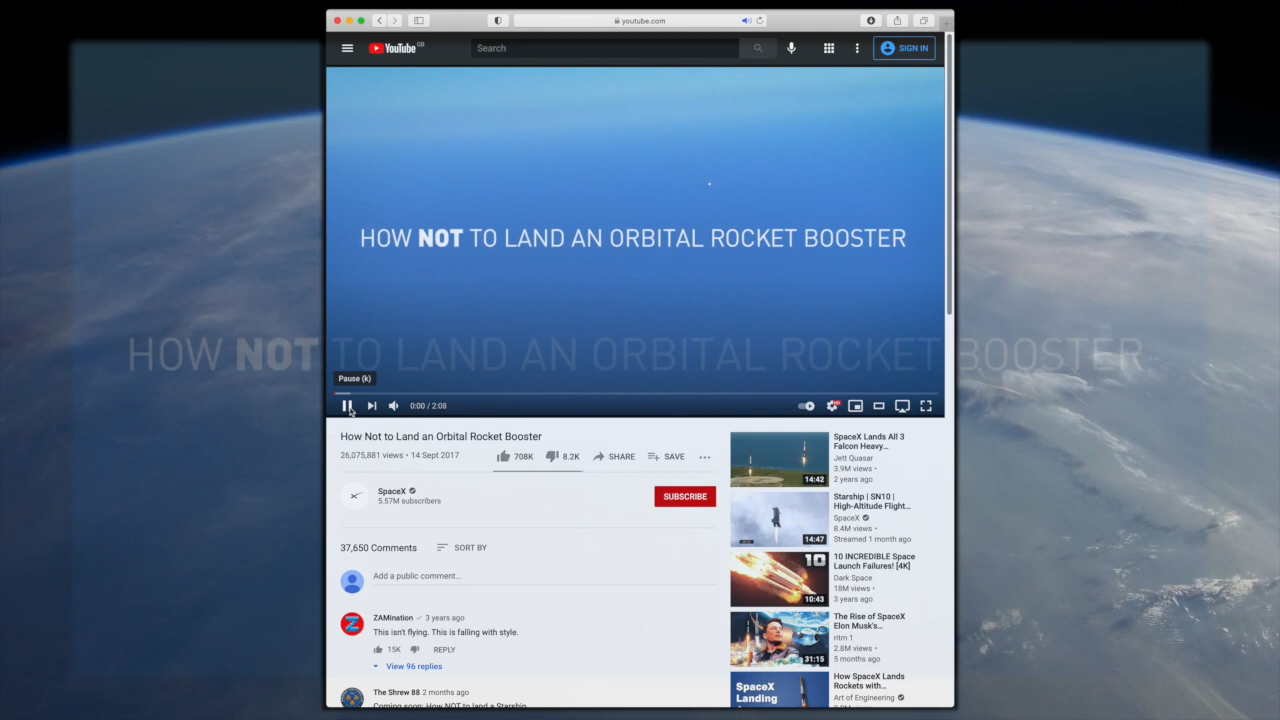 youtube.com
YouTube GB
Search
SIGN IN
HOW NOT TO LAND AN ORBITAL ROCKET BOOSTER
HOW NOT TO LAND AN ORBITAL ROCKET BOOSTER
Pause (k)
0:00 / 2:08
How Not to Land an Orbital Rocket Booster
26,075,881 views • 14 Sept 2017
708K
8.2K
SHARE
SAVE
SpaceX
5.57M subscribers
SUBSCRIBE
37,650 Comments
SORT BY
Add a public comment...
ZAMination 3 years ago
This isn't flying. This is falling with style.
15K
REPLY
View 96 replies
The Shrew 88 2 months ago
Coming soon: How NOT to land a Starship
14:42
SpaceX Lands All 3
Falcon Heavy…
Jett Quasar
3.9M views •
2 years ago
14:47
Starship | SN10 |
High-Altitude Flight…
SpaceX
8.4M views •
Streamed 1 month ago
10
10:43
10 INCREDIBLE Space
Launch Failures! [4K]
Dark Space
18M views •
3 years ago
31:15
The Rise of SpaceX
Elon Musk's…
ritm 1
2.8M views •
5 months ago
SpaceX
Landing
How SpaceX Lands
Rockets with…
Art of Engineering